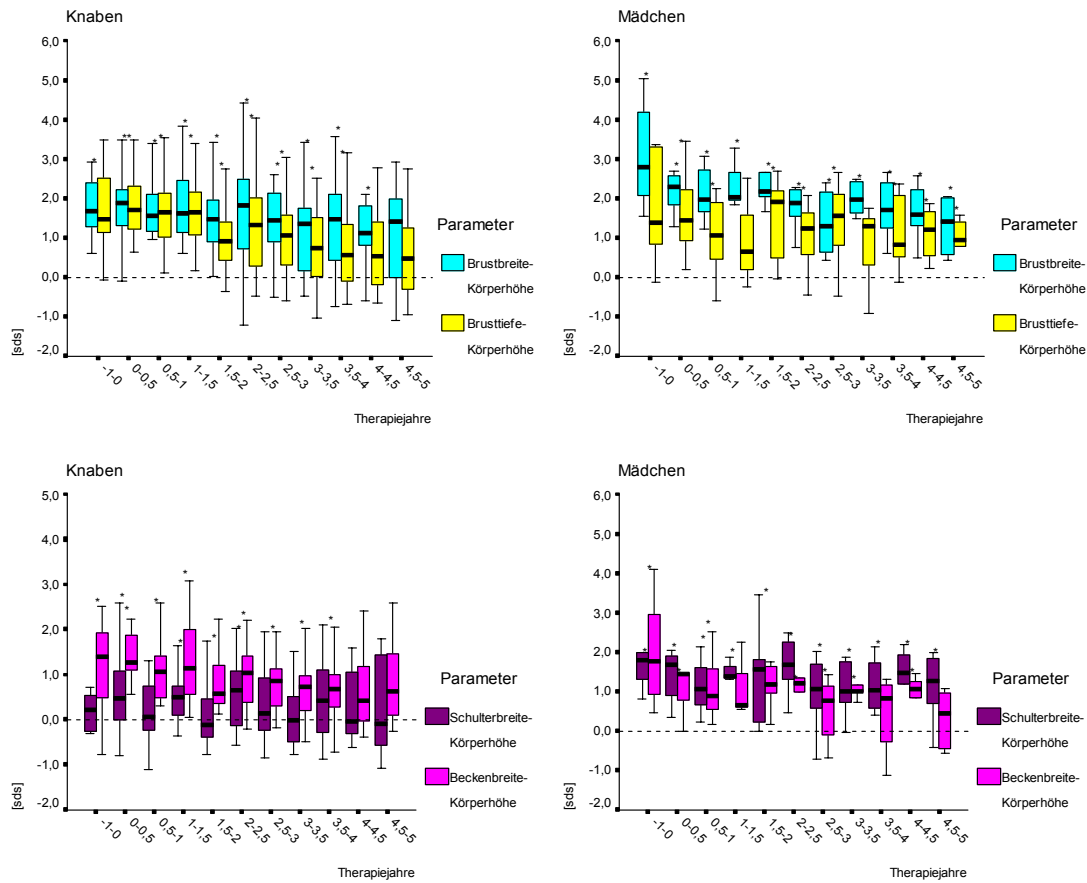 Knaben
6,0
5,0
4,0
3,0
2,0
1,0
0,0
-1,0
-2,0
[sds]
-1-0
0-0,5
0,5-1
1-1,5
1,5-2
2-2,5
2,5-3
3-3,5
3,5-4
4-4,5
4,5-5
Therapiejahre
Parameter
Brustbreite-
Körperhöhe
Brusttiefe-
Körperhöhe
Mädchen
6,0
5,0
4,0
3,0
2,0
1,0
0,0
-1,0
-2,0
[sds]
-1-0
0-0,5
0,5-1
1-1,5
1,5-2
2-2,5
2,5-3
3-3,5
3,5-4
4-4,5
4,5-5
Therapiejahre
Parameter
Brustbreite-
Körperhöhe
Brusttiefe-
Körperhöhe
Knaben
5,0
4,0
3,0
2,0
1,0
0,0
-1,0
-2,0
[sds]
-1-0
0-0,5
0,5-1
1-1,5
1,5-2
2-2,5
2,5-3
3-3,5
3,5-4
4-4,5
4,5-5
Therapiejahre
Parameter
Schulterbreite-
Körperhöhe
Beckenbreite-
Körperhöhe
Mädchen
6,0
5,0
4,0
3,0
2,0
1,0
0,0
-1,0
-2,0
[sds]
-1-0
0-0,5
0,5-1
1-1,5
1,5-2
2-2,5
2,5-3
3-3,5
3,5-4
4-4,5
4,5-5
Therapiejahre
Parameter
Schulterbreite-
Körperhöhe
Beckenbreite-
Körperhöhe